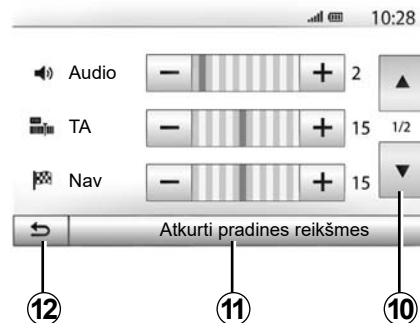 10:28
Audio − + 2 ▲
TA − + 15 1/2
Nav − + 15 ▼
Atkurti pradines reikšmes
12 11 10